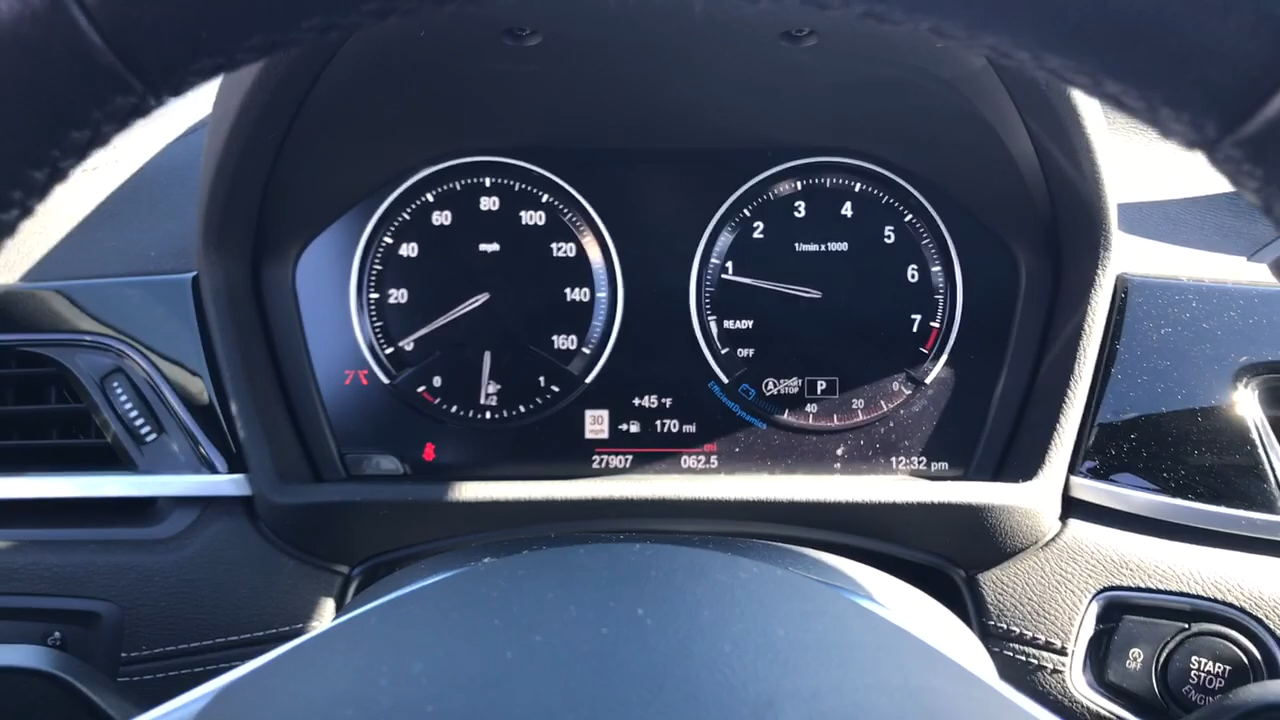 80
60
100
mph
40
120
20
140
0
160
0
1/2
1
3
4
2
5
1/min x 1000
1
6
READY
7
OFF
START
STOP
P
EfficientDynamics
40
20
0
+45 °F
30
mph
170 mi
mi
27907
062.5
12:32 pm
OFF
START
STOP
ENGINE